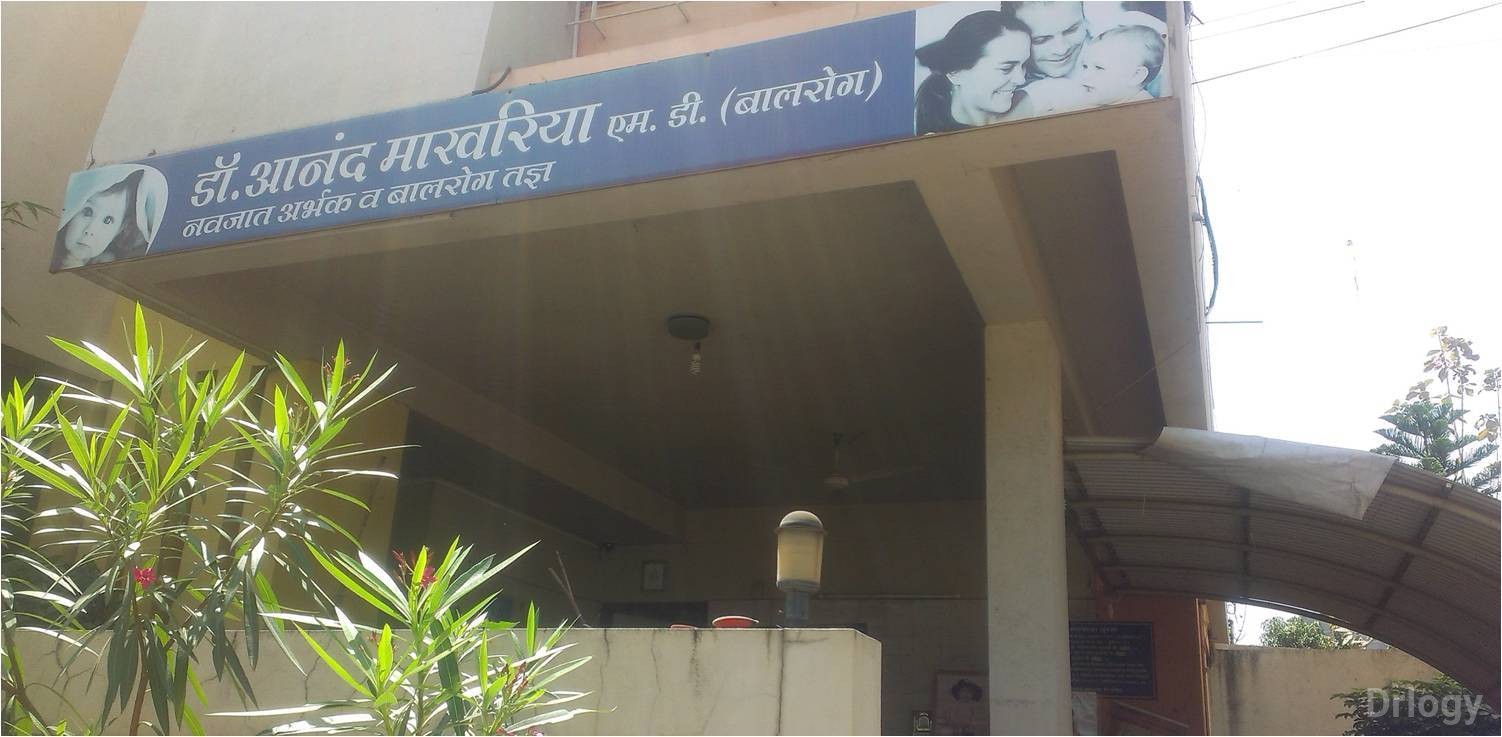 डॉ. आनंद माखरिया एम. डी. (बालरोग)
नवजात अर्भक व बालरोग तज्ञ
Drlogy